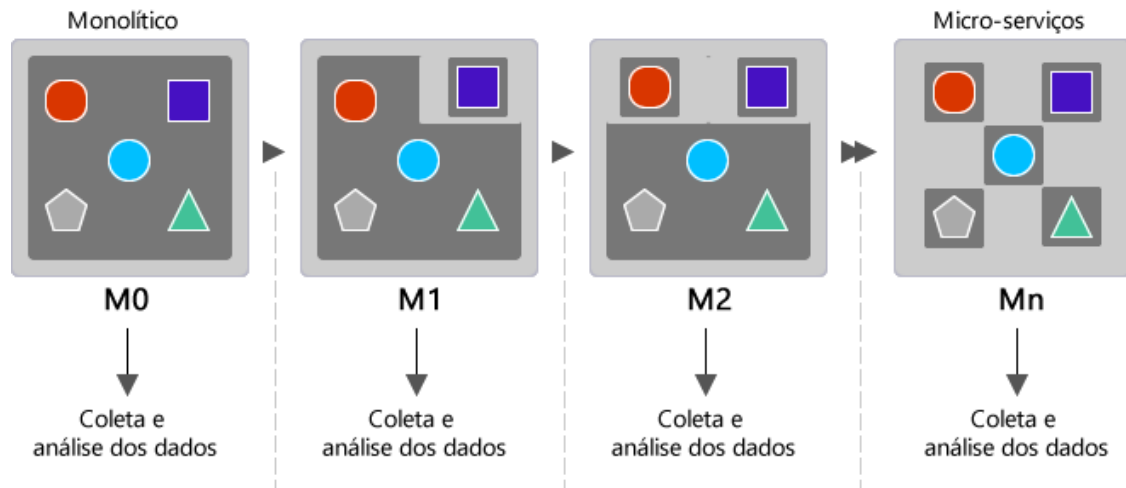 Monolítico
Micro-serviços
M0
M1
M2
Mn
Coleta e
análise dos dados
Coleta e
análise dos dados
Coleta e
análise dos dados
Coleta e
análise dos dados